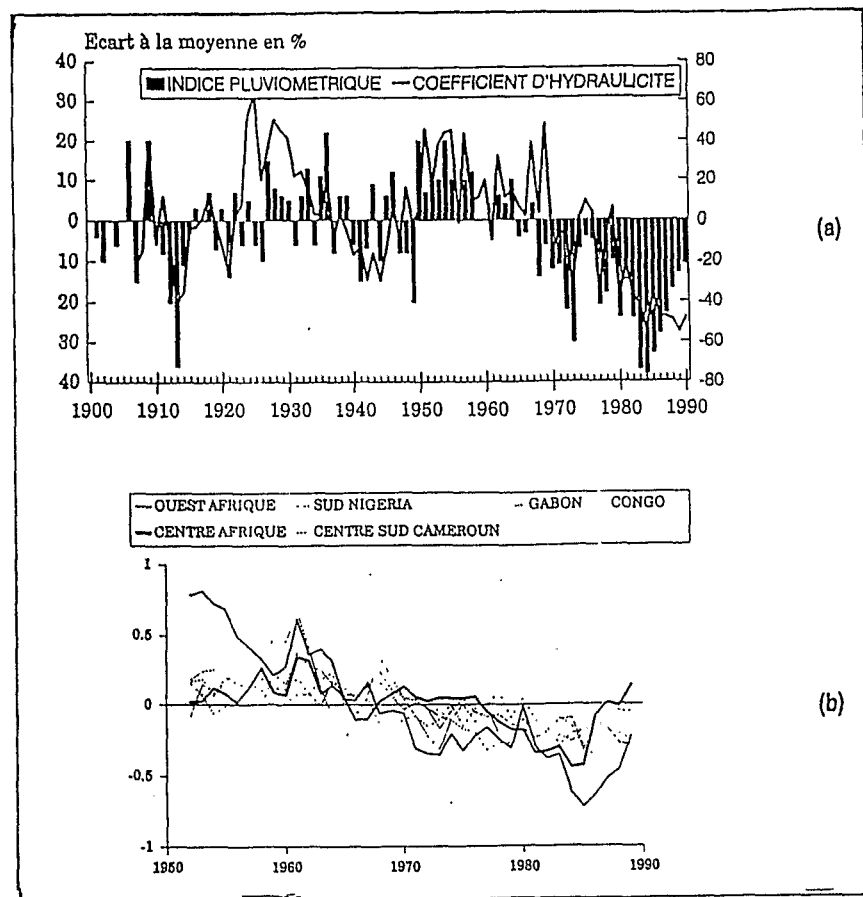 Ecart à la moyenne en %
INDICE PLUVIOMETRIQUE COEFFICIENT D'HYDRAULICITE
40 30 20 10 0 10 20 30 40
80 60 40 20 0 -20 -40 -60 -80
1900 1910 1920 1930 1940 1950 1960 1970 1980 1990
(a)
OUEST AFRIQUE SUD NIGERIA GABON CONGO
CENTRE AFRIQUE CENTRE SUD CAMEROUN
1 0.5 0 -0.5 -1
1950 1960 1970 1980 1990
(b)